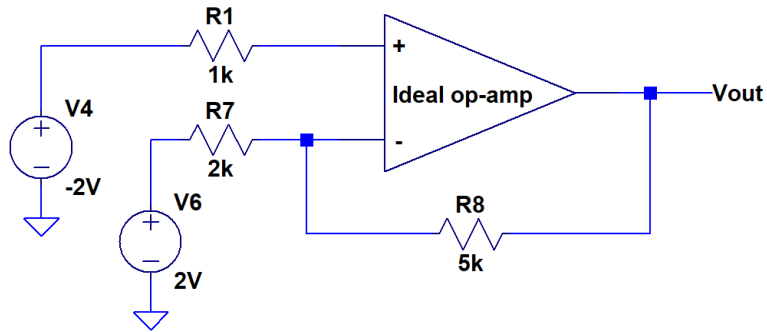 R1
1k
+
Ideal op-amp
Vout
V4
+
-2V
R7
2k
-
V6
+
2V
R8
5k